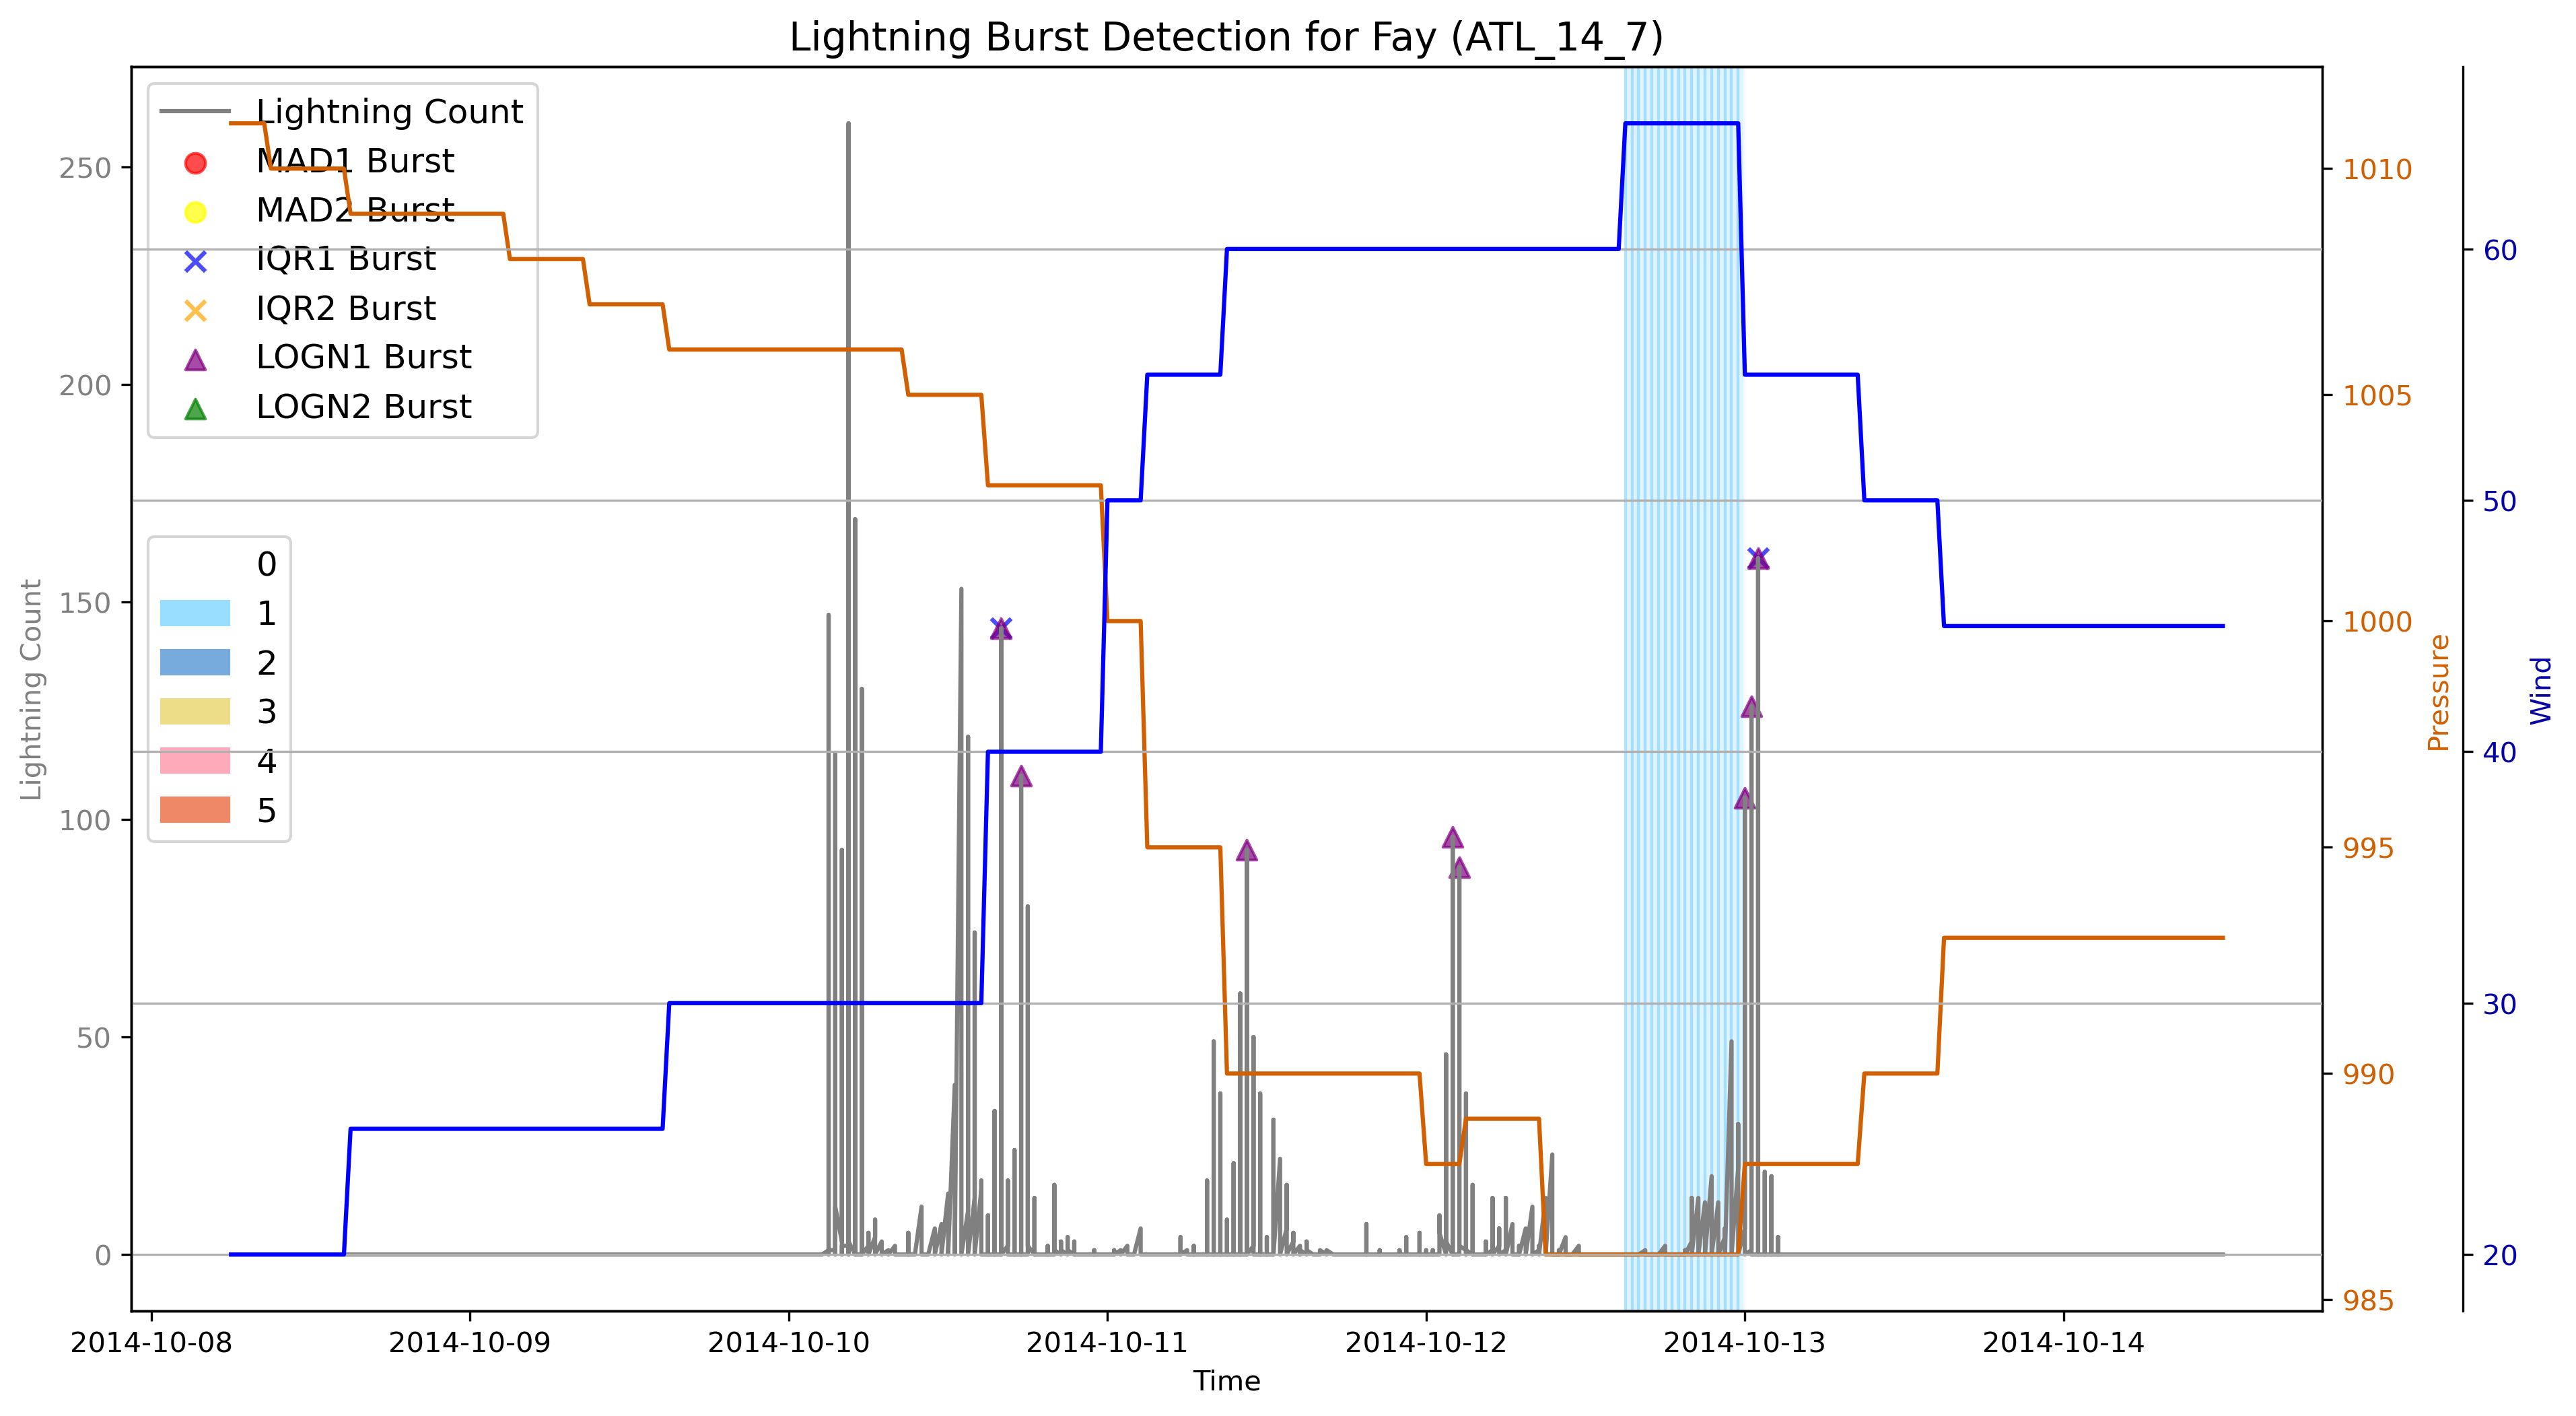 Lightning Burst Detection for Fay (ATL_14_7)
Lightning Count
MAD1 Burst
MAD2 Burst
IQR1 Burst
IQR2 Burst
LOGN1 Burst
LOGN2 Burst
0
1
2
3
4
5
Lightning Count
250
200
150
100
50
0
1010
1005
1000
995
990
985
Pressure
60
50
40
30
20
Wind
2014-10-08
2014-10-09
2014-10-10
2014-10-11
2014-10-12
2014-10-13
2014-10-14
Time